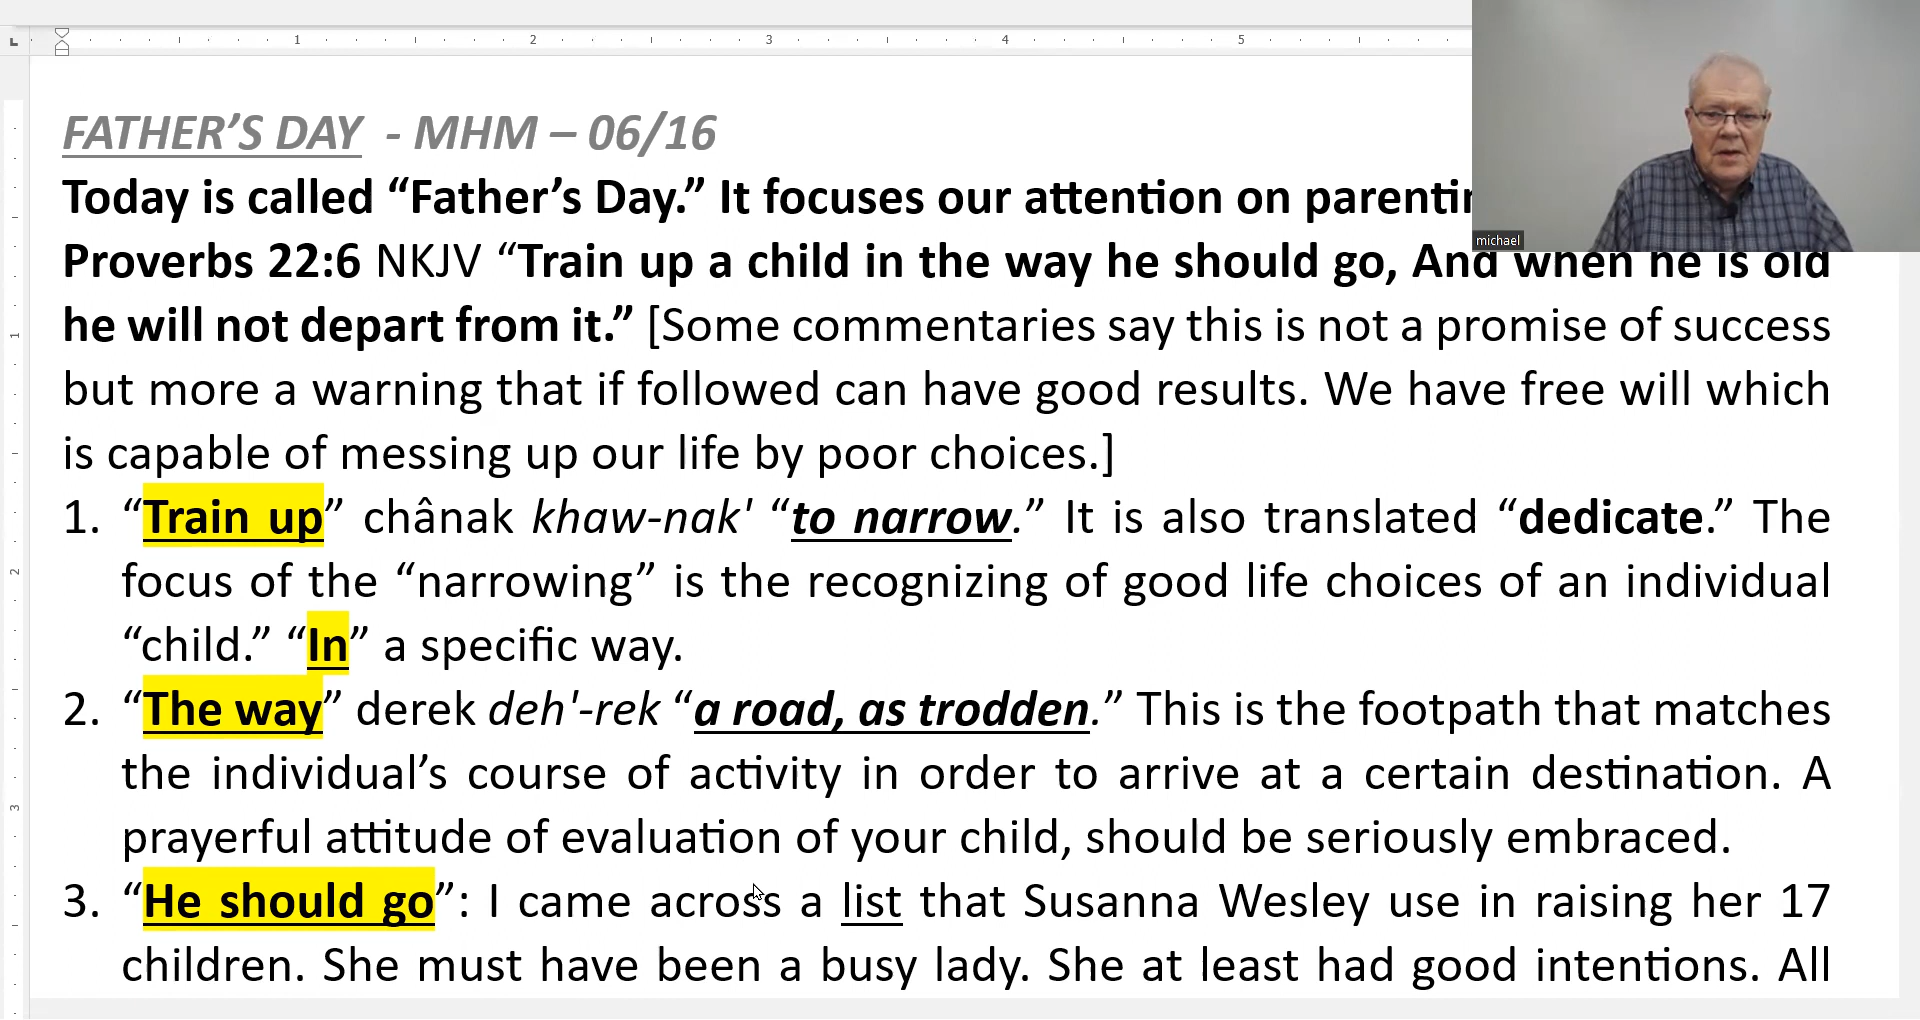 1 2 3 4 5
FATHER’S DAY - MHM – 06/16
Today is called “Father’s Day.” It focuses our attention on
Proverbs 22:6 NKJV “Train up a child in the way he should go, And when he is old
he will not depart from it.” [Some commentaries say this is not a promise of success
but more a warning that if followed can have good results. We have free will which
is capable of messing up our life by poor choices.]
1. “Train up” chânak khaw-nak' “to narrow.” It is also translated “dedicate.” The
focus of the “narrowing” is the recognizing of good life choices of an individual
“child.” “In” a specific way.
2. “The way” derek deh'-rek “a road, as trodden.” This is the footpath that matches
the individual’s course of activity in order to arrive at a certain destination. A
prayerful attitude of evaluation of your child, should be seriously embraced.
3. “He should go”: I came across a list that Susanna Wesley use in raising her 17
children. She must have been a busy lady. She at least had good intentions. All
michael
1
2
3